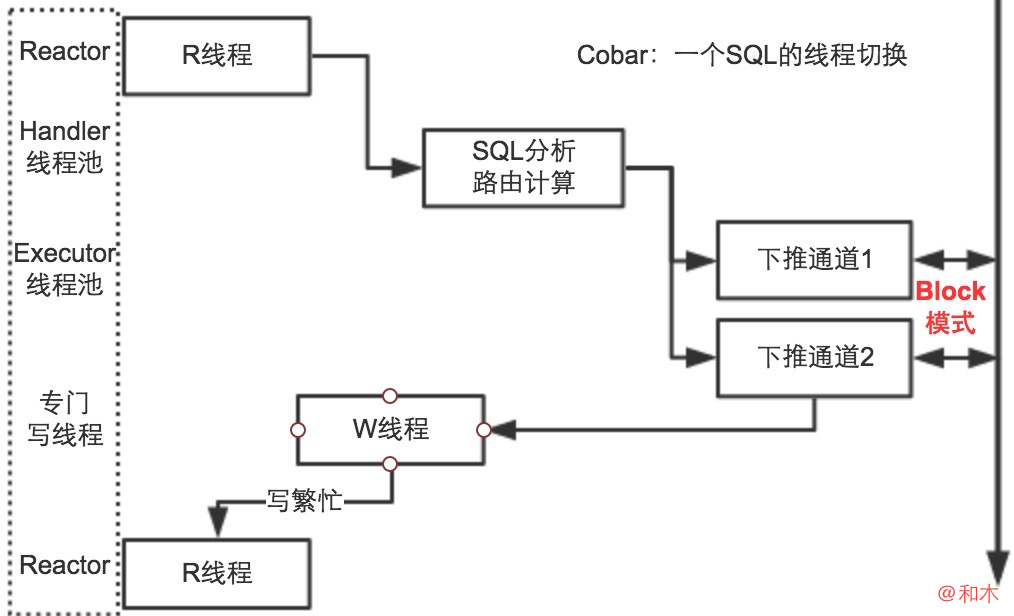 Reactor
R线程
Cobar：一个SQL的线程切换
Handler
线程池
SQL分析
路由计算
Executor
线程池
下推通道1
Block
模式
下推通道2
专门
写线程
W线程
写繁忙
Reactor
R线程
@和木